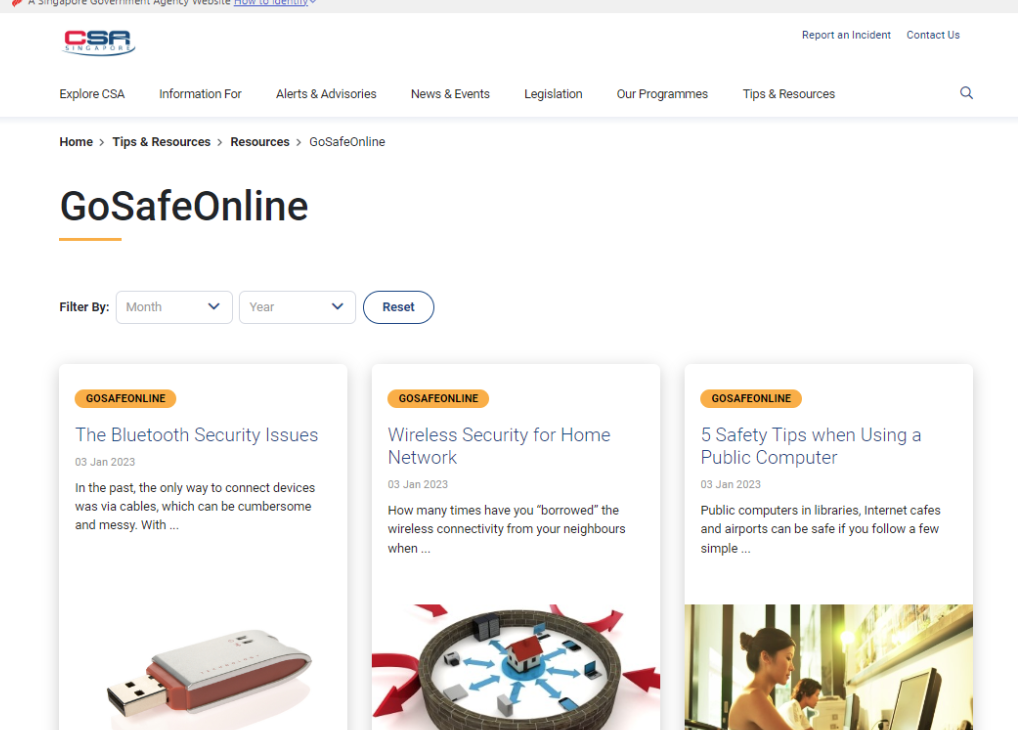 A Singapore Government Agency Website How to identify
CSA
SINGAPORE
Report an Incident Contact Us
Explore CSA Information For Alerts & Advisories News & Events Legislation Our Programmes Tips & Resources
Home > Tips & Resources > Resources > GoSafeOnline
GoSafeOnline
Filter By: Month Year Reset
GOSAFEONLINE
The Bluetooth Security Issues
03 Jan 2023
In the past, the only way to connect devices
was via cables, which can be cumbersome
and messy. With ...
GOSAFEONLINE
Wireless Security for Home
Network
03 Jan 2023
How many times have you “borrowed” the
wireless connectivity from your neighbours
when ...
GOSAFEONLINE
5 Safety Tips when Using a
Public Computer
03 Jan 2023
Public computers in libraries, Internet cafes
and airports can be safe if you follow a few
simple ...